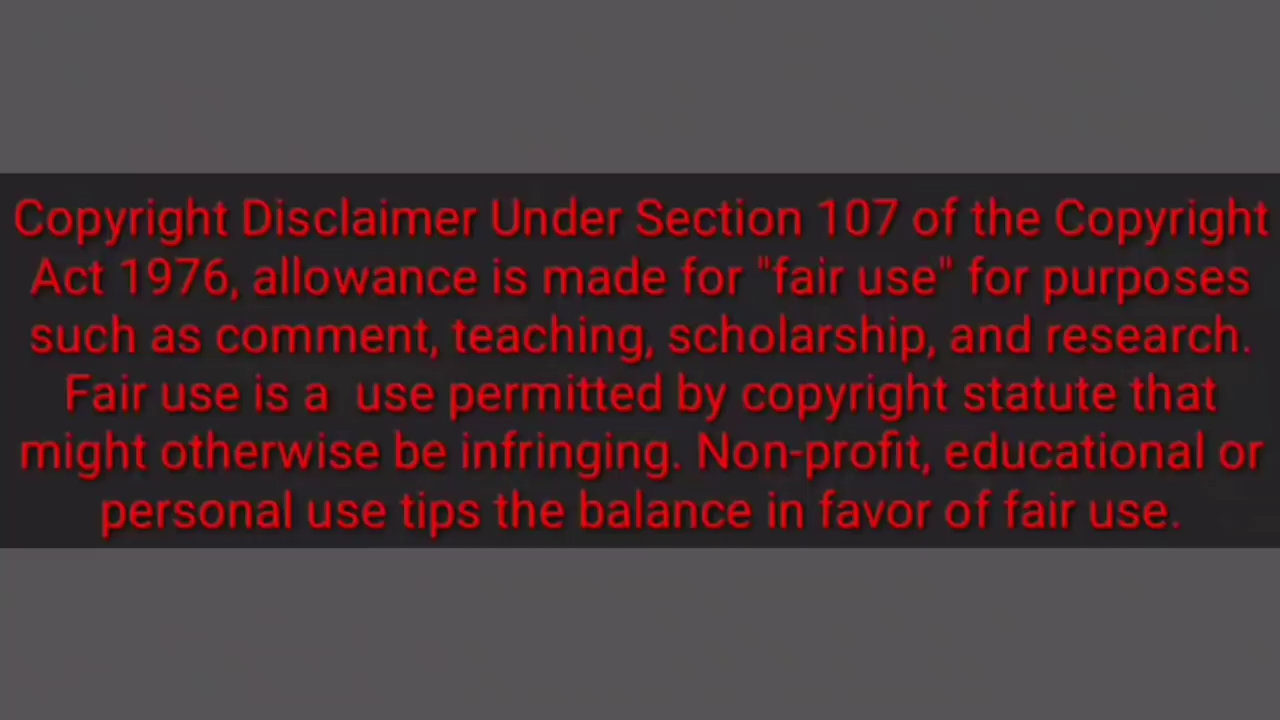 Copyright Disclaimer Under Section 107 of the Copyright
Act 1976, allowance is made for "fair use" for purposes
such as comment, teaching, scholarship, and research.
Fair use is a  use permitted by copyright statute that
might otherwise be infringing. Non-profit, educational or
personal use tips the balance in favor of fair use.